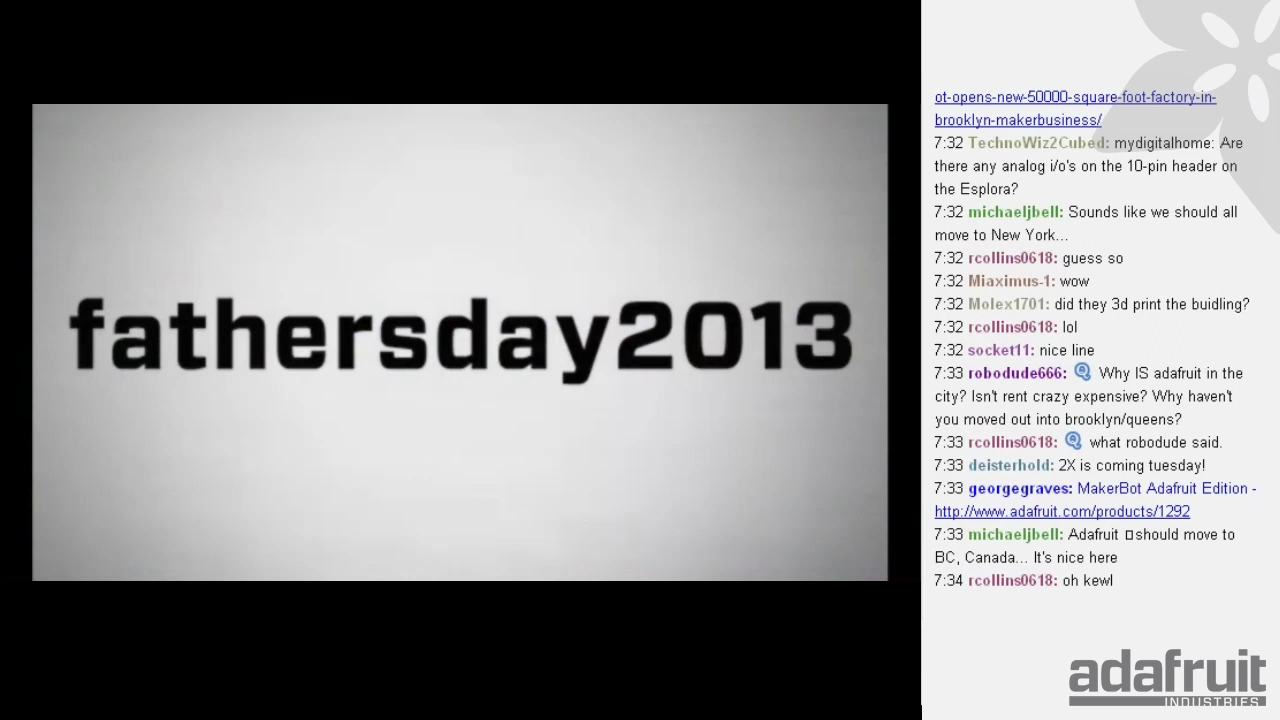 fathersday2013
ot-opens-new-50000-square-foot-factory-in-
brooklyn-makerbusiness/
7:32 TechnoWiz2Cubed: mydigitalhome: Are
there any analog i/o's on the 10-pin header on
the Esplora?
7:32 michaeljbell: Sounds like we should all
move to New York...
7:32 rcollins0618: guess so
7:32 Miaximus-1: wow
7:32 Molex1701: did they 3d print the buidling?
7:32 rcollins0618: lol
7:32 socket11: nice line
7:33 robodude666: Why IS adafruit in the
city? Isn't rent crazy expensive? Why haven't
you moved out into brooklyn/queens?
7:33 rcollins0618: what robodude said.
7:33 deisterhold: 2X is coming tuesday!
7:33 georgegraves: MakerBot Adafruit Edition -
http://www.adafruit.com/products/1292
7:33 michaeljbell: Adafruit should move to
BC, Canada... It's nice here
7:34 rcollins0618: oh kewl
adafruit
INDUSTRIES